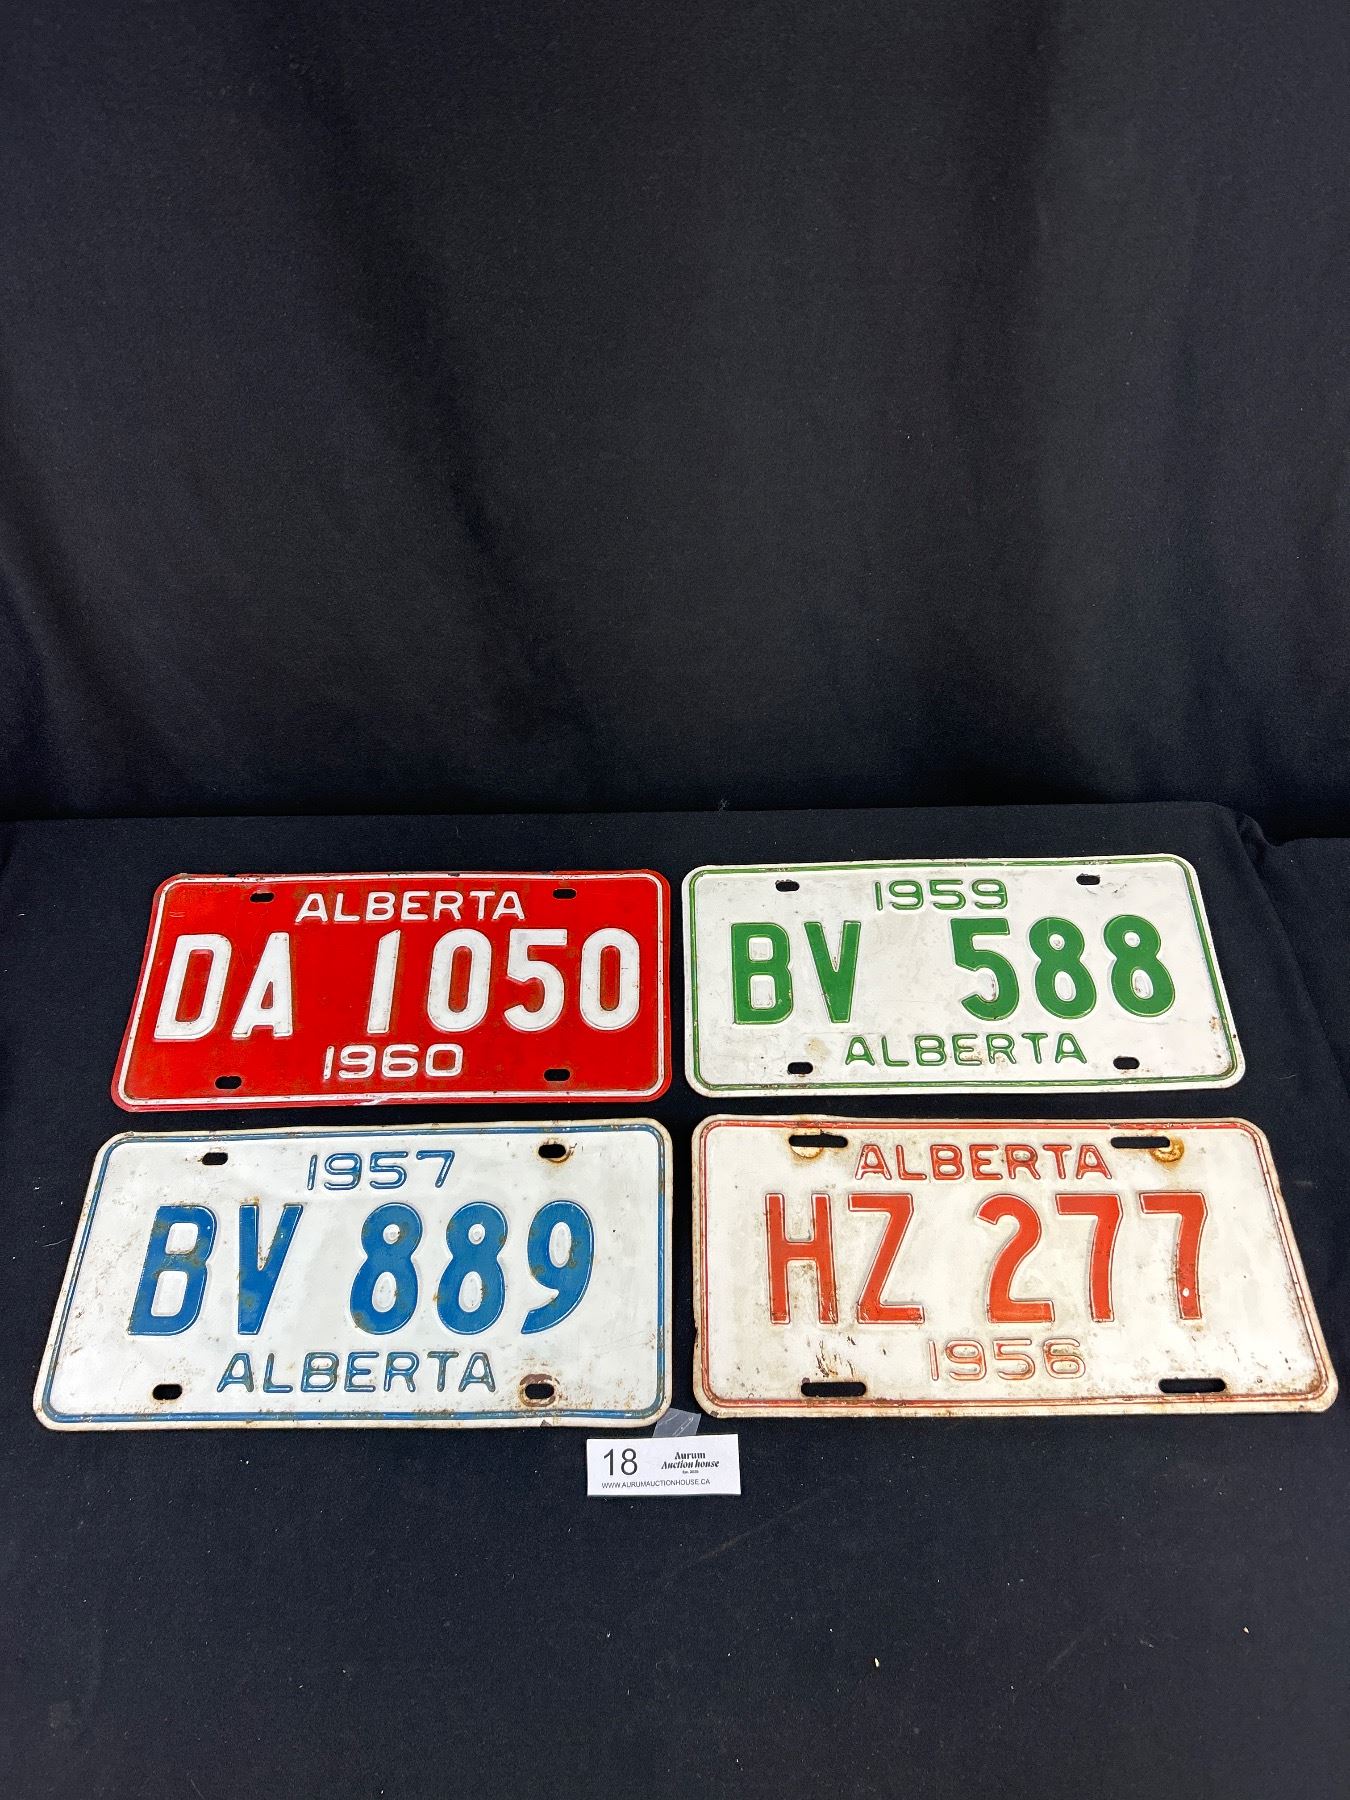 ALBERTA
DA 1050
1960
1959
BV 588
ALBERTA
1957
BV 889
ALBERTA
ALBERTA
HZ 277
1956
18
Aurum
Auction house
WWW.AURUMAUCTIONHOUSE.CA